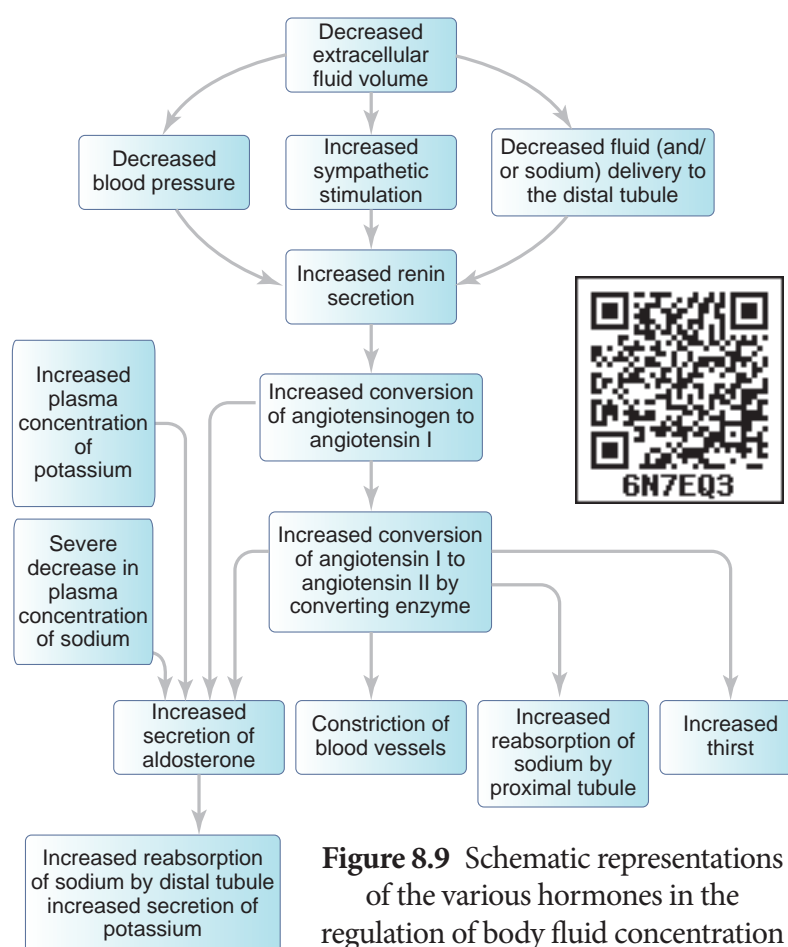 Decreased
extracellular
fluid volume
Decreased
blood pressure
Increased
sympathetic
stimulation
Decreased fluid (and/
or sodium) delivery to
the distal tubule
Increased renin
secretion
Increased
plasma
concentration
of
potassium
Increased conversion
of angiotensinogen to
angiotensin I
6N7EQ3
Severe
decrease in
plasma
concentration
of sodium
Increased conversion
of angiotensin I to
angiotensin II by
converting enzyme
Increased
secretion of
aldosterone
Constriction of
blood vessels
Increased
reabsorption of
sodium by
proximal tubule
Increased
thirst
Increased reabsorption
of sodium by distal tubule
increased secretion of
potassium
Figure 8.9 Schematic representations
of the various hormones in the
regulation of body fluid concentration